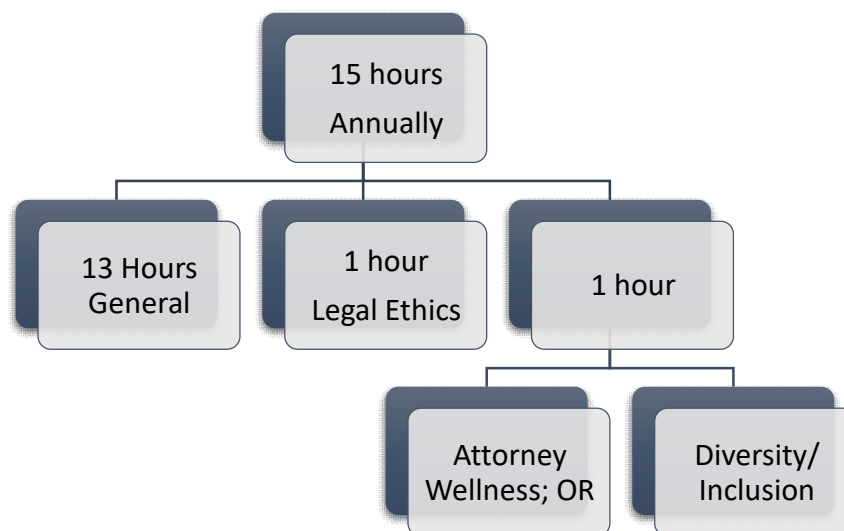 15 hours
Annually
13 Hours
General
1 hour
Legal Ethics
1 hour
Attorney
Wellness; OR
Diversity/
Inclusion